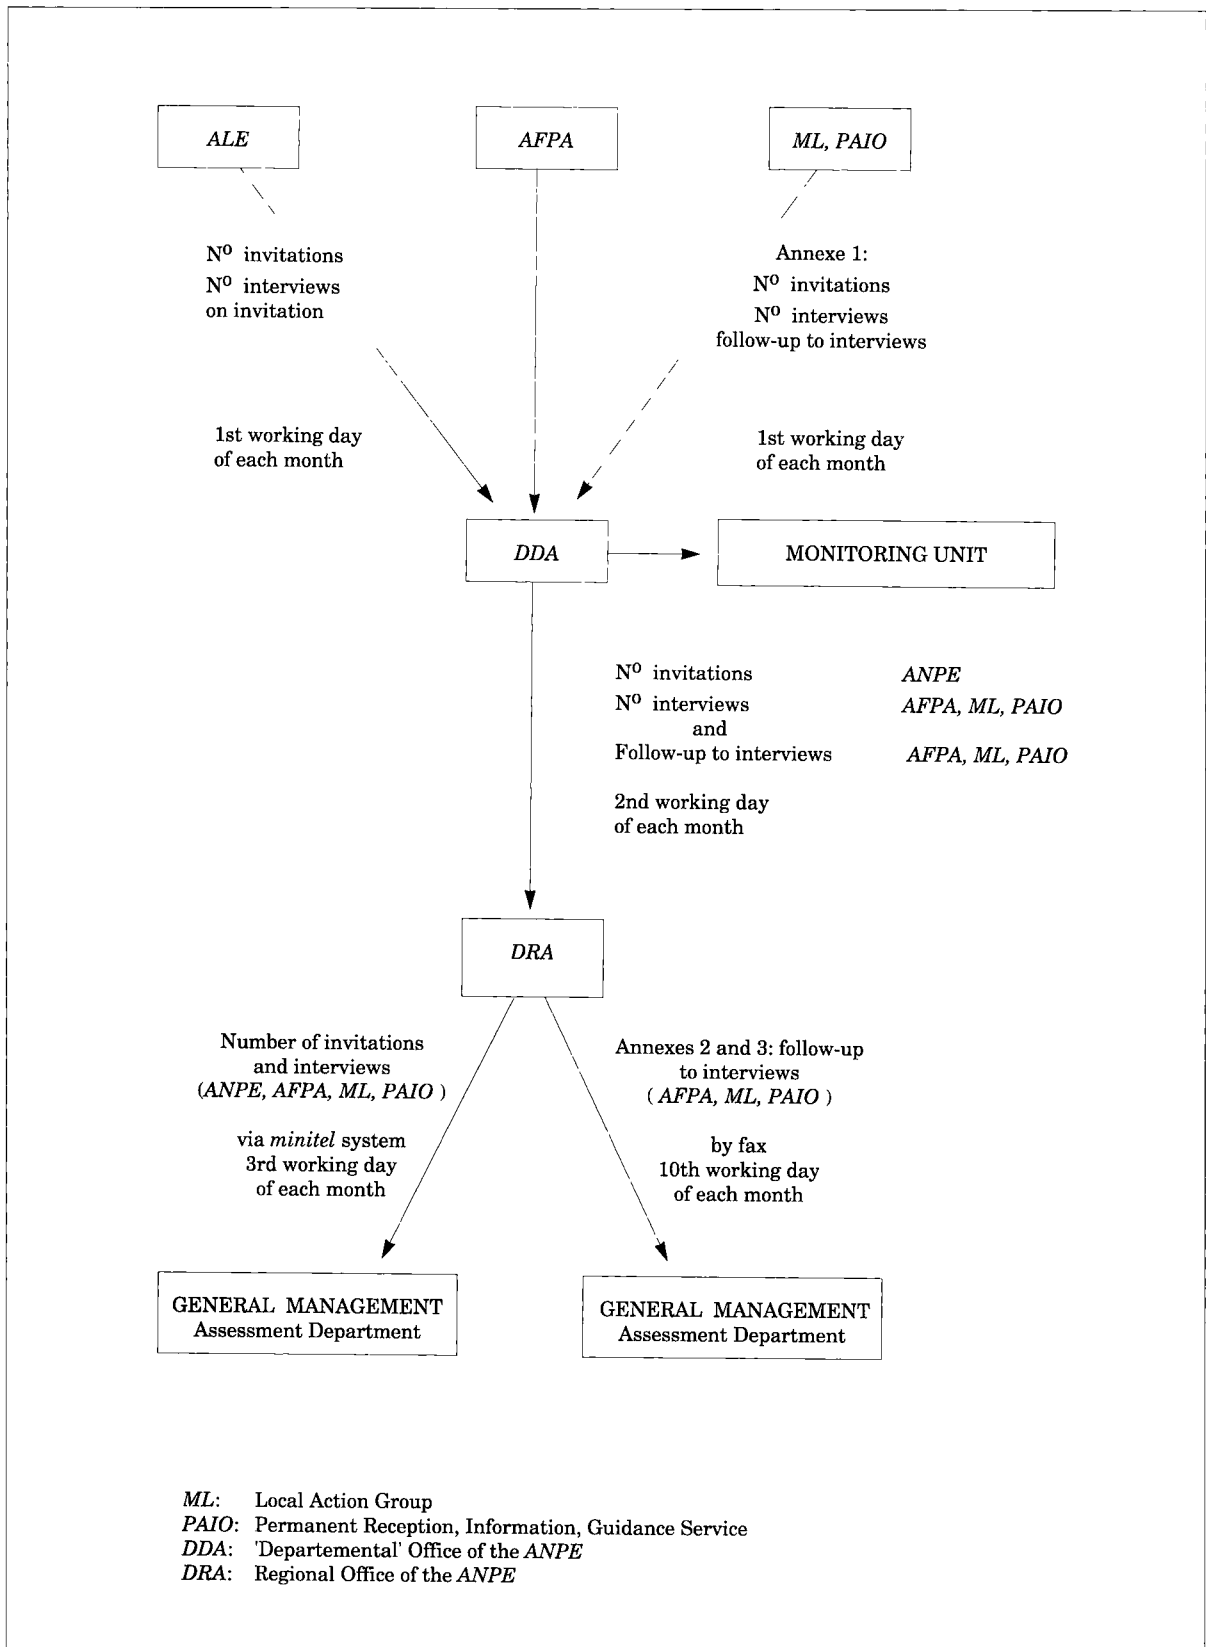 ALE
AFPA
ML, PAIO
Nº invitations
Nº interviews
on invitation
Annexe 1:
Nº invitations
Nº interviews
follow-up to interviews
1st working day
of each month
1st working day
of each month
DDA
MONITORING UNIT
Nº invitations ANPE
Nº interviews AFPA, ML, PAIO
and
Follow-up to interviews AFPA, ML, PAIO
2nd working day
of each month
DRA
Number of invitations
and interviews
(ANPE, AFPA, ML, PAIO )
via minitel system
3rd working day
of each month
Annexes 2 and 3: follow-up
to interviews
( AFPA, ML, PAIO )
by fax
10th working day
of each month
GENERAL MANAGEMENT
Assessment Department
GENERAL MANAGEMENT
Assessment Department
ML: Local Action Group
PAIO: Permanent Reception, Information, Guidance Service
DDA: 'Departemental' Office of the ANPE
DRA: Regional Office of the ANPE